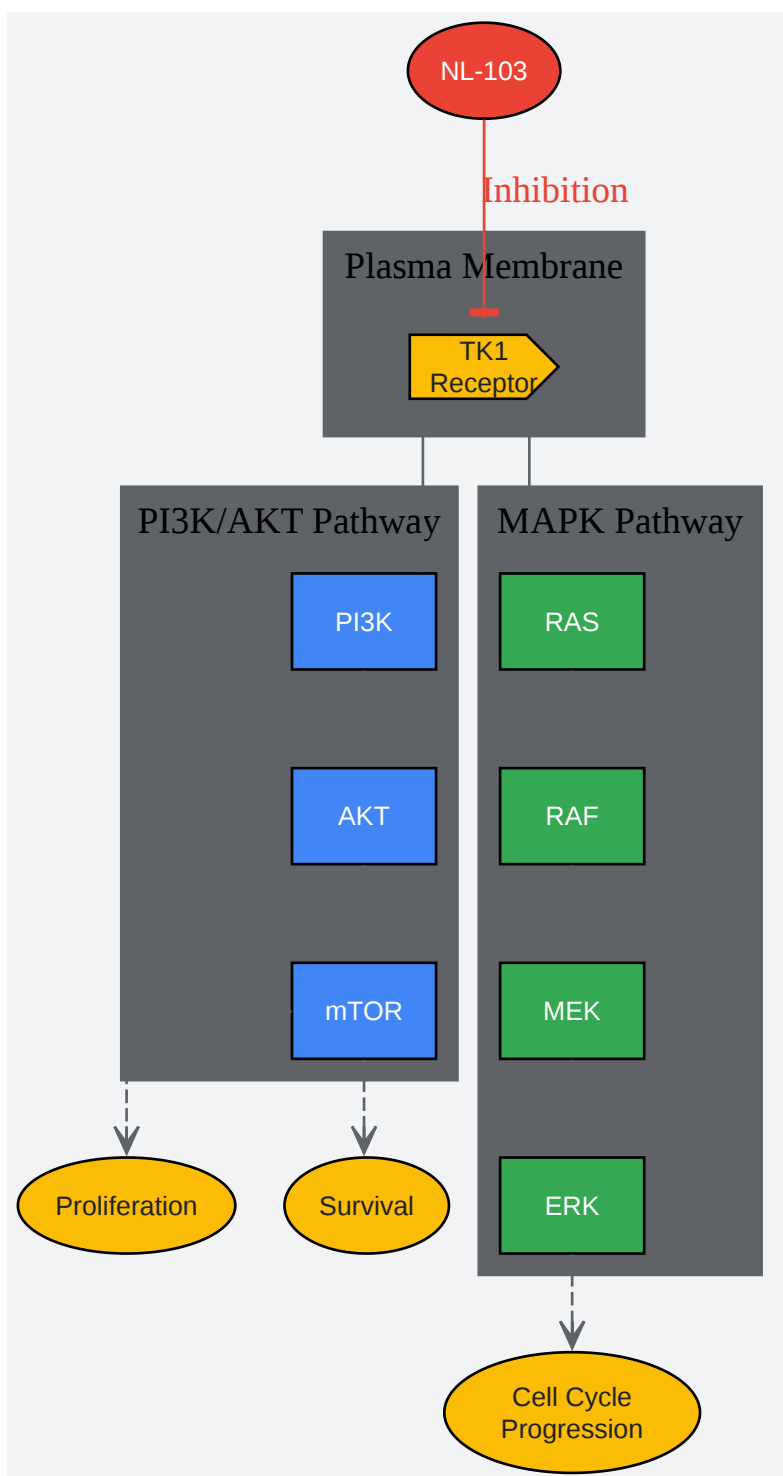 NL-103
Inhibition
Plasma Membrane
TK1
Receptor
PI3K/AKT Pathway
MAPK Pathway
PI3K
RAS
AKT
RAF
mTOR
MEK
Proliferation
Survival
ERK
Cell Cycle
Progression